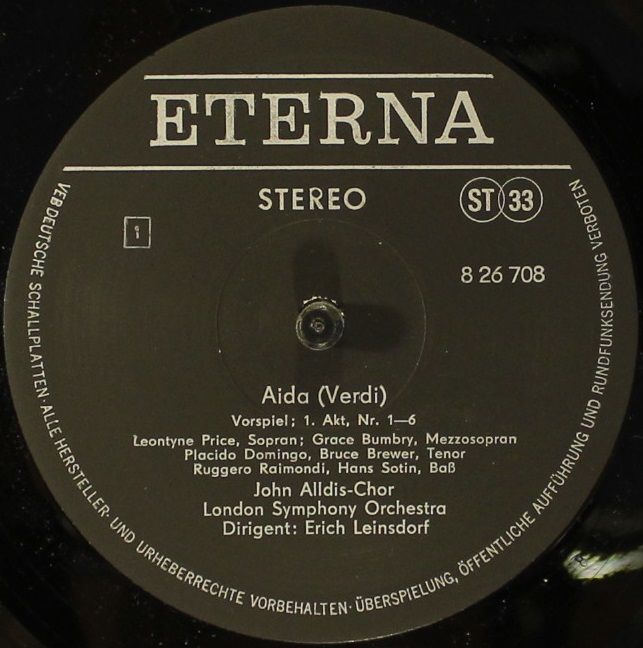 ETERNA
STEREO
ST 33
1
8 26 708
Aida (Verdi)
Vorspiel; 1. Akt, Nr. 1—6
Leontyne Price, Sopran; Grace Bumbry, Mezzosopran
Placido Domingo, Bruce Brewer, Tenor
Ruggero Raimondi, Hans Sotin, Baß
John Alldis-Chor
London Symphony Orchestra
Dirigent: Erich Leinsdorf
VEB DEUTSCHE SCHALLPLATTEN · ALLE HERSTELLER- UND URHEBERRECHTE VORBEHALTEN · ÜBERSPIELUNG, ÖFFENTLICHE AUFFÜHRUNG UND RUNDFUNKSENDUNG VERBOTEN